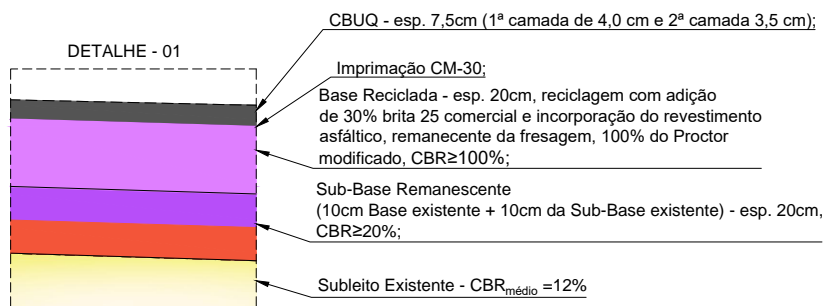 CBUQ - esp. 7,5cm (1ª camada de 4,0 cm e 2ª camada 3,5 cm);
DETALHE - 01
Imprimação CM-30;
Base Reciclada - esp. 20cm, reciclagem com adição
de 30% brita 25 comercial e incorporação do revestimento
asfáltico, remanecente da fresagem, 100% do Proctor
modificado, CBR≥100%;
Sub-Base Remanescente
(10cm Base existente + 10cm da Sub-Base existente) - esp. 20cm,
CBR≥20%;
Subleito Existente - CBRmédio =12%